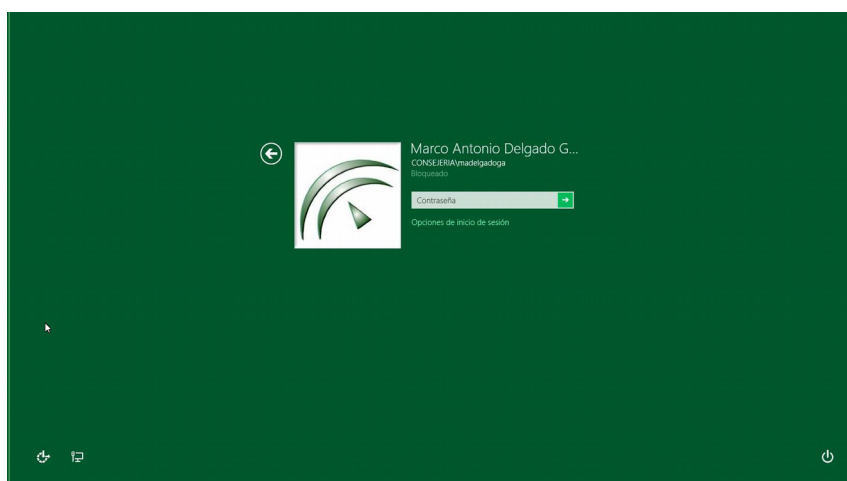 Marco Antonio Delgado G...
CONSEJERIA\madelgadoga
Bloqueado
Contraseña
Opciones de inicio de sesión